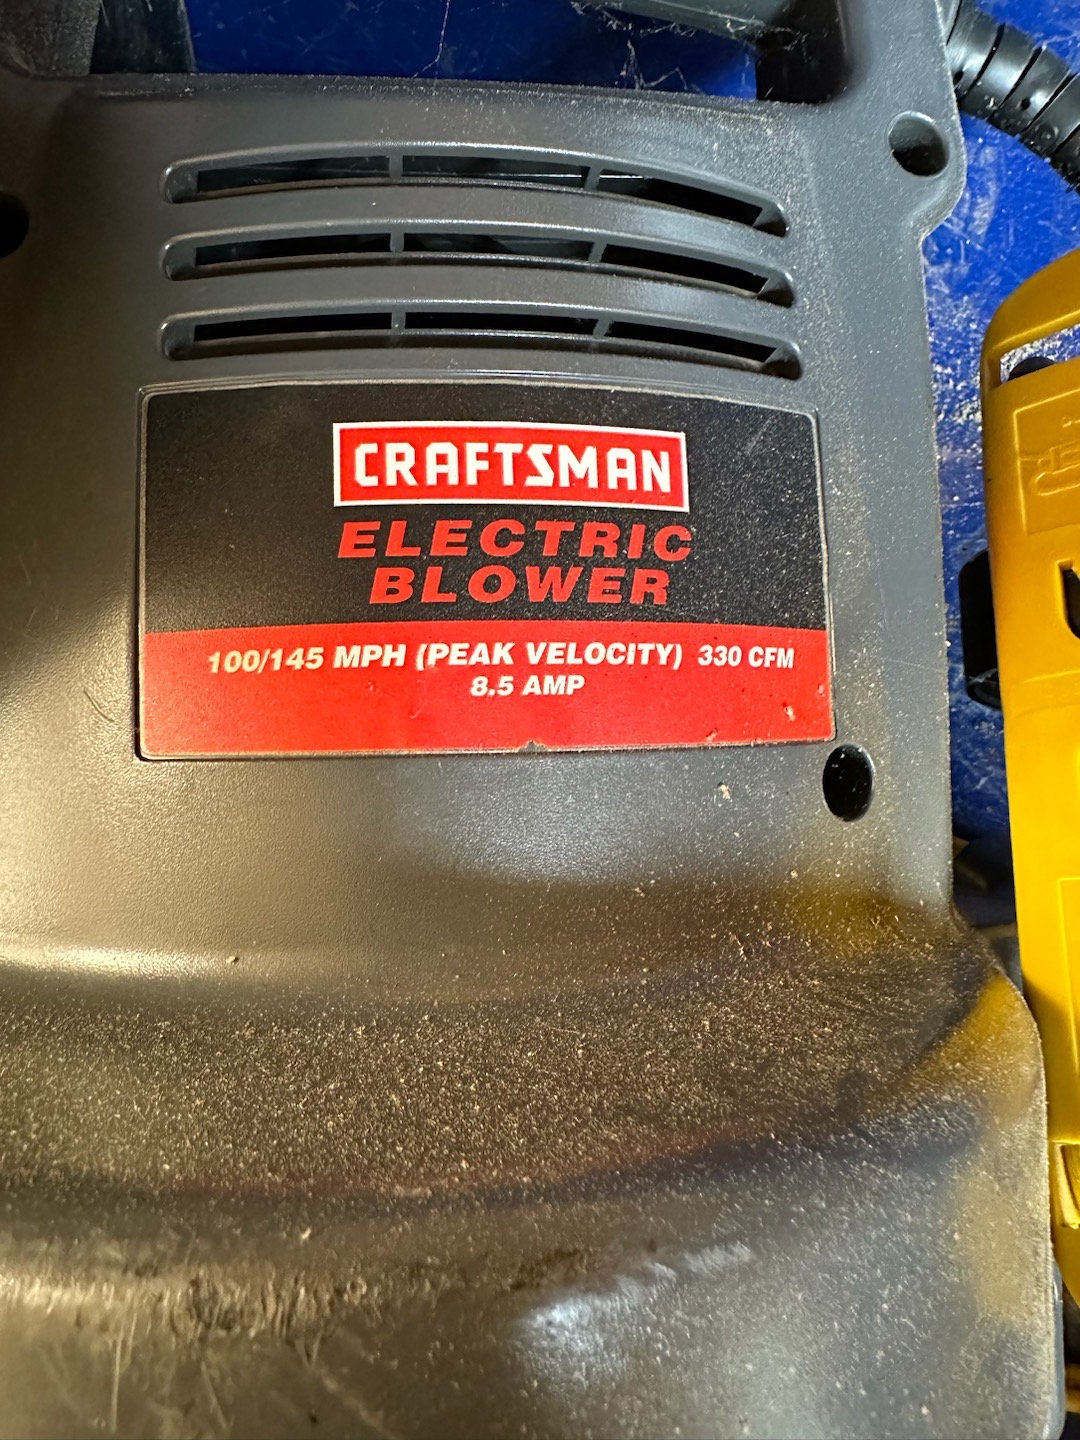 CRAFTSMAN
ELECTRIC
BLOWER
100/145 MPH (PEAK VELOCITY) 330 CFM
8.5 AMP